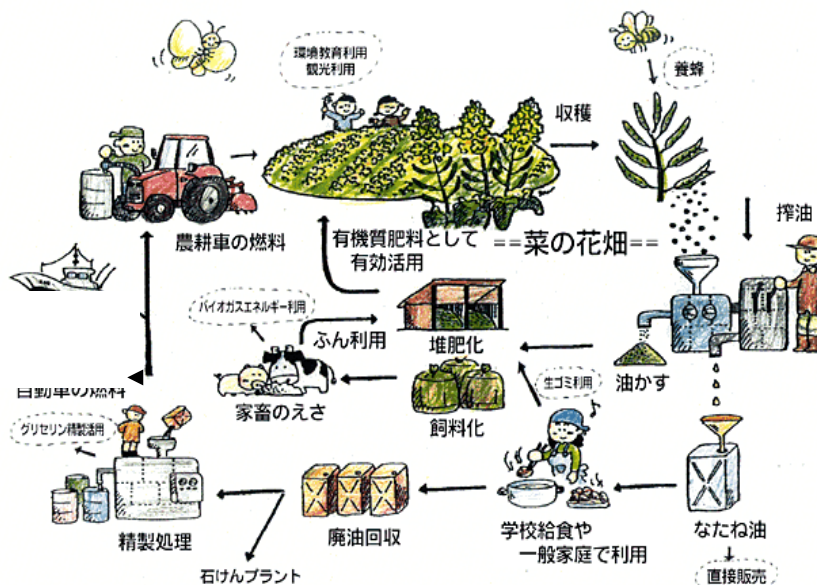 環境教育利用
観光利用
養蜂
収穫
搾油
農耕車の燃料
有機質肥料として
有効活用
==菜の花畑==
バイオガスエネルギー利用
ふん利用
堆肥化
油かす
生ゴミ利用
自動車の燃料
家畜のえさ
飼料化
グリセリン精製活用
精製処理
廃油回収
学校給食や
一般家庭で利用
なたね油
石けんプラント
直接販売